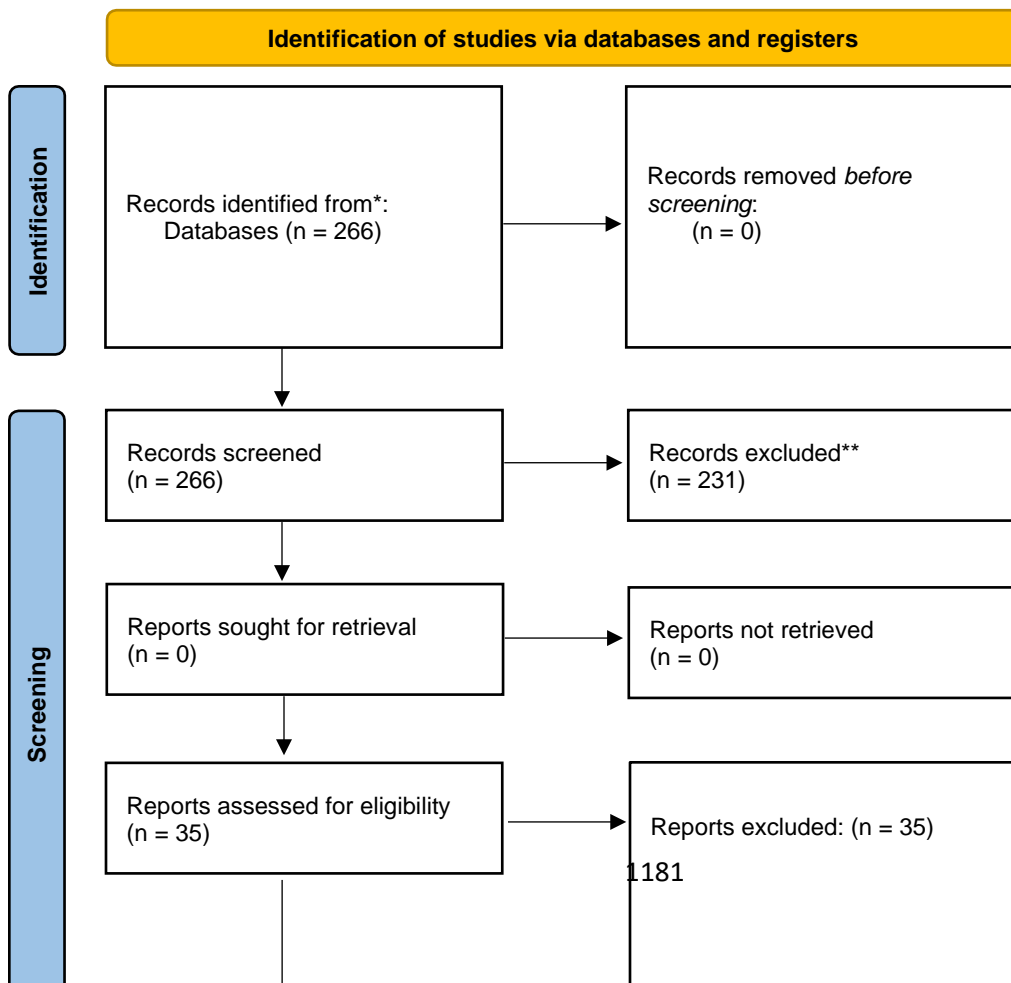 Identification of studies via databases and registers
Identification
Records identified from*:
Databases (n = 266)
Records removed before
screening:
(n = 0)
Screening
Records screened
(n = 266)
Records excluded**
(n = 231)
Reports sought for retrieval
(n = 0)
Reports not retrieved
(n = 0)
Reports assessed for eligibility
(n = 35)
Reports excluded: (n = 35)
1181